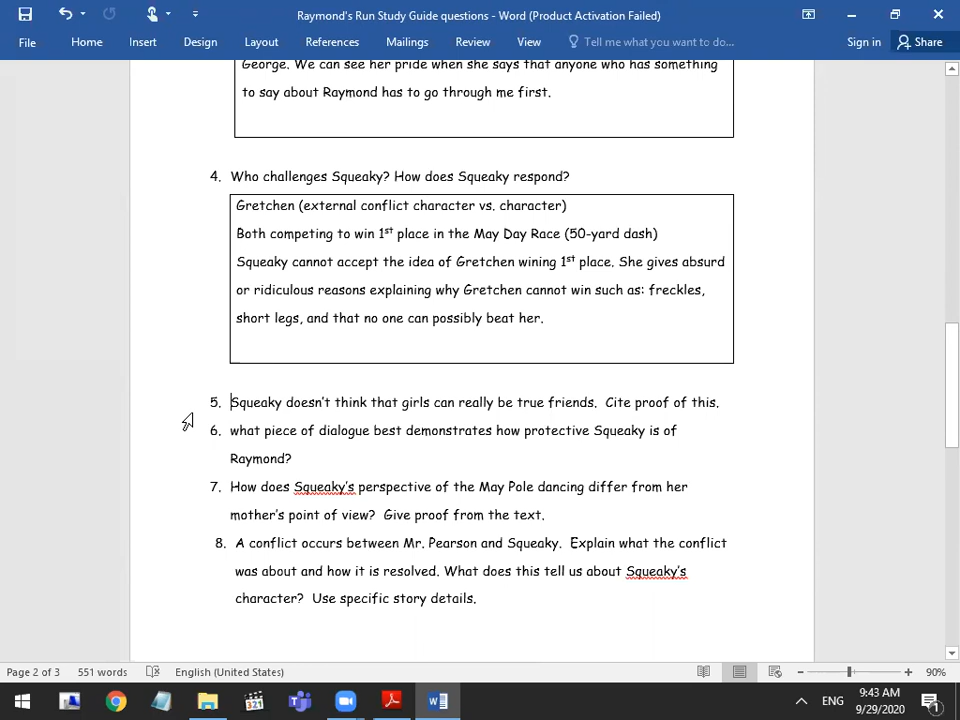 Raymond's Run Study Guide questions - Word (Product Activation Failed)
File Home Insert Design Layout References Mailings Review View Tell me what you want to do... Sign in Share
George. We can see her pride when she says that anyone who has something
to say about Raymond has to go through me first.
4. Who challenges Squeaky? How does Squeaky respond?
Gretchen (external conflict character vs. character)
Both competing to win 1st place in the May Day Race (50-yard dash)
Squeaky cannot accept the idea of Gretchen wining 1st place. She gives absurd
or ridiculous reasons explaining why Gretchen cannot win such as: freckles,
short legs, and that no one can possibly beat her.
5. Squeaky doesn't think that girls can really be true friends. Cite proof of this.
6. what piece of dialogue best demonstrates how protective Squeaky is of
Raymond?
7. How does Squeaky's perspective of the May Pole dancing differ from her
mother's point of view? Give proof from the text.
8. A conflict occurs between Mr. Pearson and Squeaky. Explain what the conflict
was about and how it is resolved. What does this tell us about Squeaky's
character? Use specific story details.
Page 2 of 3 551 words English (United States) 90%
321 ENG 9:43 AM
9/29/2020 1